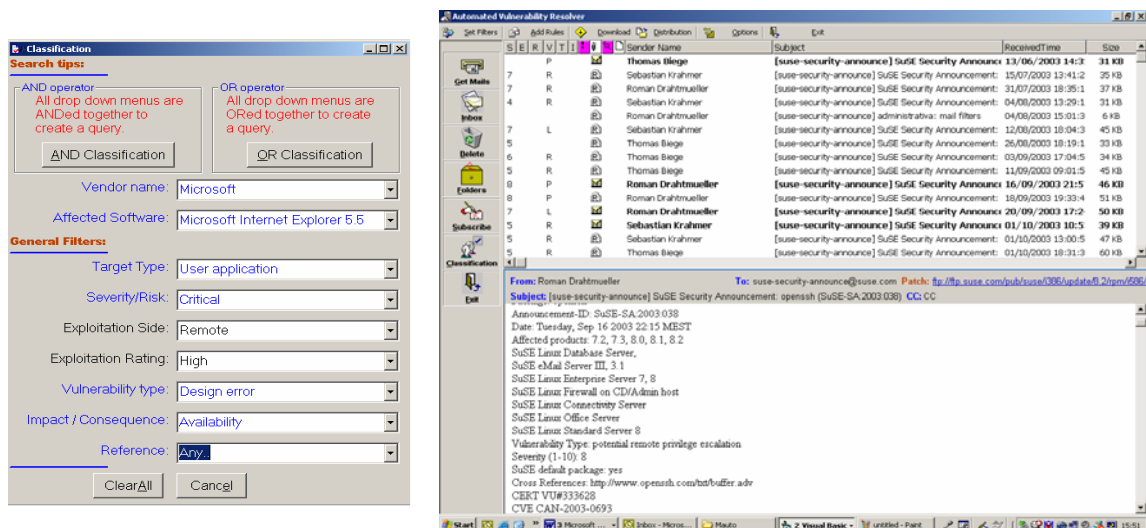 Classification
Search tips:
AND operator
All drop down menus are
ANDed together to
create a query.
AND Classification
OR operator
All drop down menus are
ORed together to create
a query.
OR Classification
Vendor name: Microsoft
Affected Software: Microsoft Internet Explorer 5.5
General Filters:
Target Type: User application
Severity/Risk: Critical
Exploitation Side: Remote
Exploitation Rating: High
Vulnerability type: Design error
Impact / Consequence: Availability
Reference: Any..
ClearAll Cancel
Automated Vulnerability Resolver
Set Filters Add Rules Download Distribution Options Exit
S E R V T I Sender Name Subject ReceivedTime Size
Get Mails
Inbox
Delete
Folders
Subscribe
Classification
Exit
P Thomas Biege [suse-security-announce] SuSE Security Announce 13/06/2003 14:3: 31 KB
7 R Sebastian Krahmer [suse-security-announce] SuSE Security Announcement: 15/07/2003 13:41:2 35 KB
7 R Roman Drahtmueller [suse-security-announce] SuSE Security Announcement: 31/07/2003 18:35:1 37 KB
4 R Sebastian Krahmer [suse-security-announce] SuSE Security Announcement: 04/08/2003 13:29:1 31 KB
Roman Drahtmueller [suse-security-announce] administrativa: mail filters 04/08/2003 15:01:3 6 KB
7 L Sebastian Krahmer [suse-security-announce] SuSE Security Announcement: 12/08/2003 18:04:3 45 KB
5 Thomas Biege [suse-security-announce] SuSE Security Announcement: 26/08/2003 18:19:1 33 KB
6 R Thomas Biege [suse-security-announce] SuSE Security Announcement: 03/09/2003 17:04:5 34 KB
5 R Thomas Biege [suse-security-announce] SuSE Security Announcement: 11/09/2003 09:01:5 45 KB
8 P Roman Drahtmueller [suse-security-announce] SuSE Security Announce 16/09/2003 21:5 46 KB
8 P Roman Drahtmueller [suse-security-announce] SuSE Security Announcement: 18/09/2003 19:33:4 51 KB
7 L Roman Drahtmueller [suse-security-announce] SuSE Security Announce 20/09/2003 17:2 50 KB
5 R Sebastian Krahmer [suse-security-announce] SuSE Security Announce 01/10/2003 10:5 39 KB
5 R Sebastian Krahmer [suse-security-announce] SuSE Security Announcement: 01/10/2003 13:00:5 47 KB
5 R Thomas Biege [suse-security-announce] SuSE Security Announcement: 01/10/2003 18:31:3 60 KB
From: Roman Drahtmueller To: suse-security-announce@suse.com Patch: ftp://ftp.suse.com/pub/suse/i386/update/8.2/rpm/i586/
Subject: [suse-security-announce] SuSE Security Announcement: openssh (SuSE-SA:2003:038) CC: CC
Announcement-ID: SuSE-SA:2003:038
Date: Tuesday, Sep 16 2003 22:15 MEST
Affected products: 7.2, 7.3, 8.0, 8.1, 8.2
SuSE Linux Database Server,
SuSE eMail Server III, 3.1
SuSE Linux Enterprise Server 7, 8
SuSE Linux Firewall on CD/Admin host
SuSE Linux Connectivity Server
SuSE Linux Office Server
SuSE Linux Standard Server 8
Vulnerability Type: potential remote privilege escalation
Severity (1-10): 8
SuSE default package: yes
Cross References: http://www.openssh.com/txt/buffer.adv
CERT VU#333628
CVE CAN-2003-0693
Start 3 Microsoft ... Inbox - Micros... Mauto 2 Visual Basic untitled - Paint